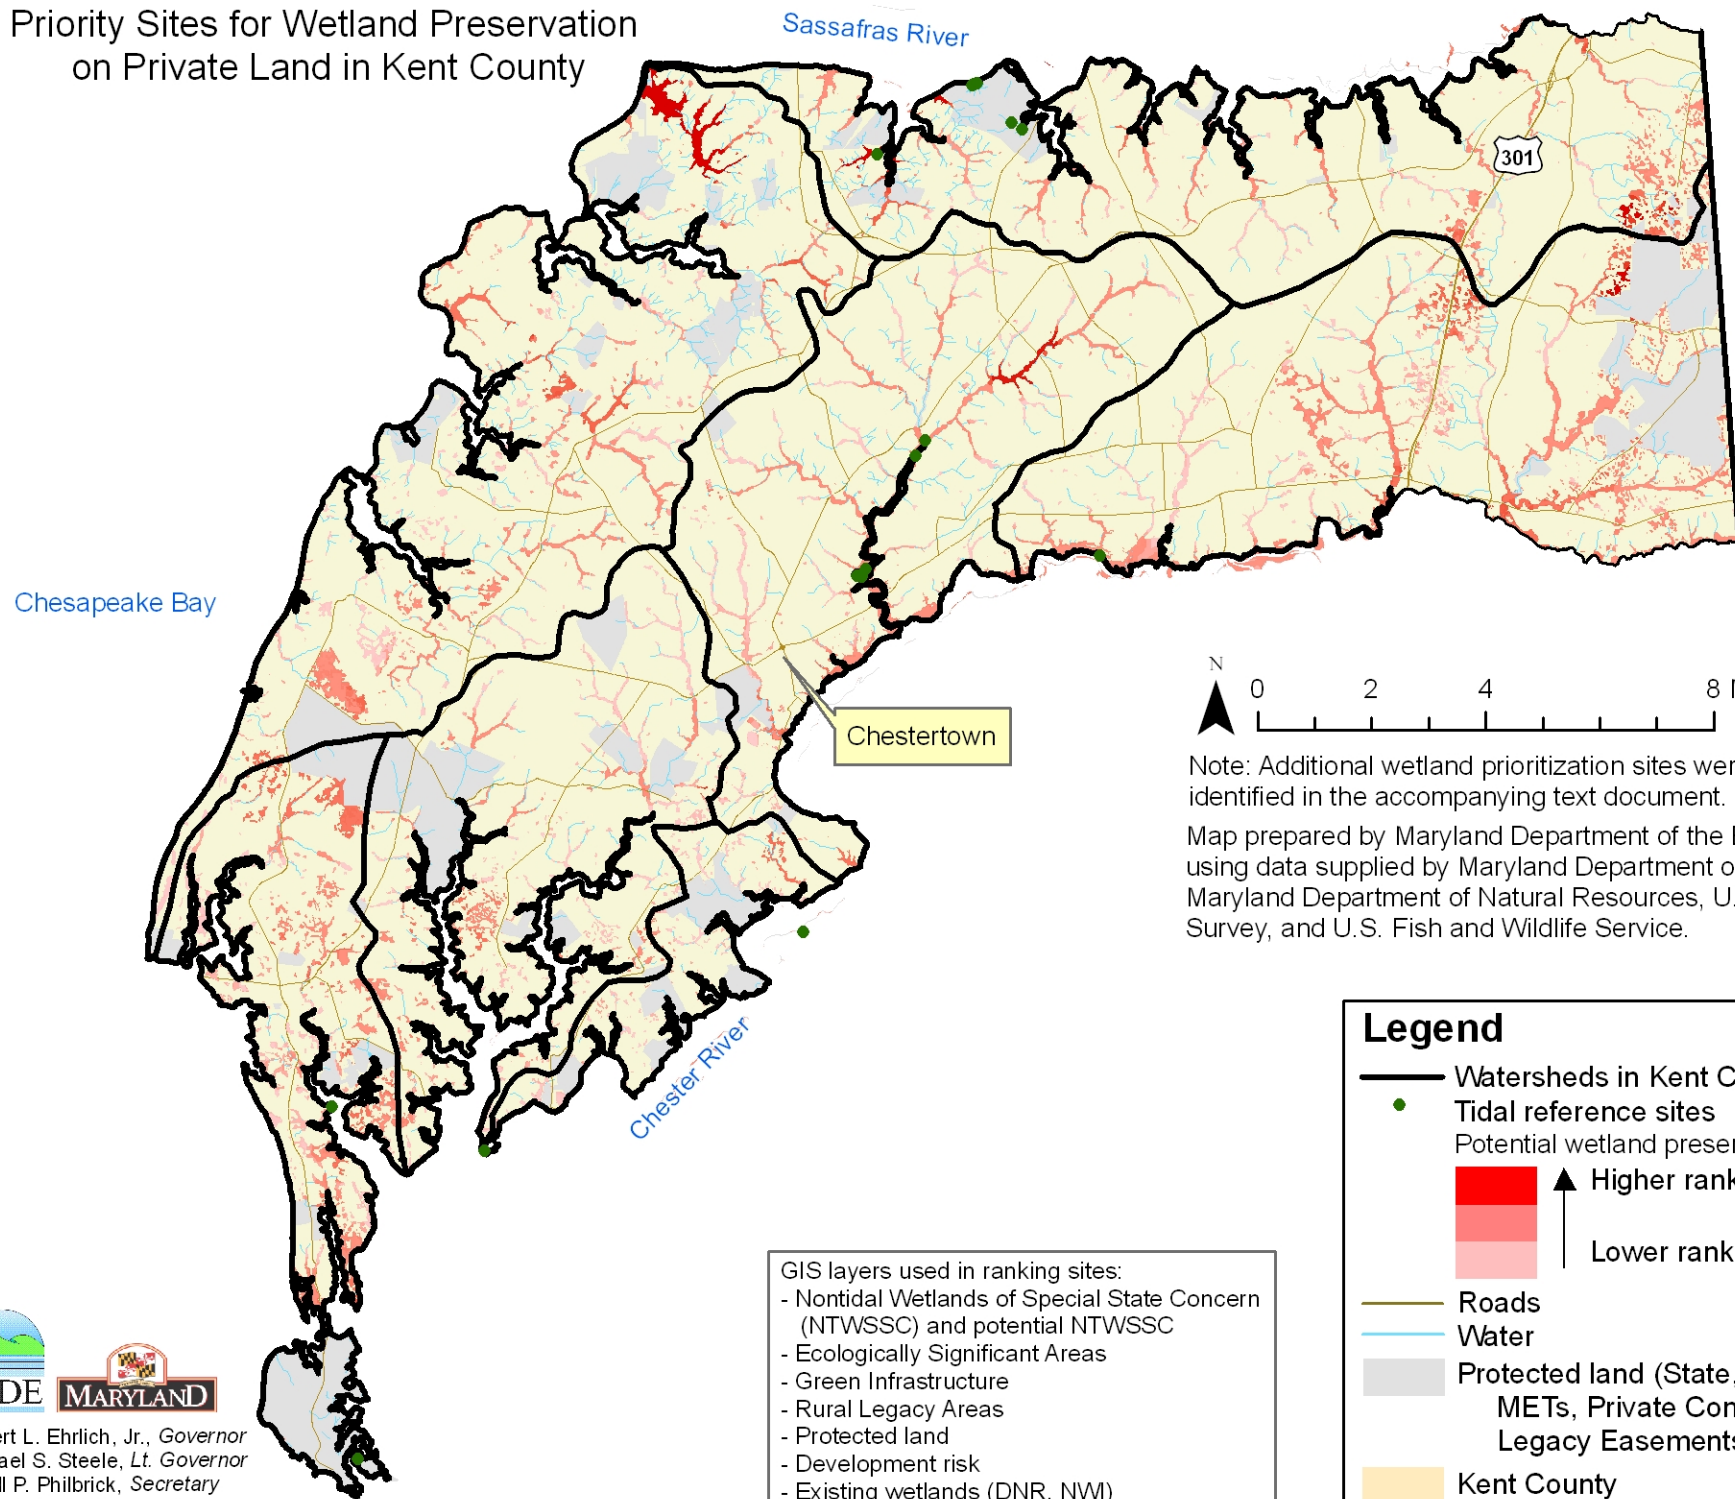 Priority Sites for Wetland Preservation
on Private Land in Kent County
Sassafras River
301
Chesapeake Bay
Chestertown
Chester River
N
0 2 4 8
Note: Additional wetland prioritization sites wer
identified in the accompanying text document.
Map prepared by Maryland Department of the
using data supplied by Maryland Department o
Maryland Department of Natural Resources, U.
Survey, and U.S. Fish and Wildlife Service.
Legend
Watersheds in Kent C
Tidal reference sites
Potential wetland preser
Higher rank
Lower rank
Roads
Water
Protected land (State,
METs, Private Con
Legacy Easements
Kent County
GIS layers used in ranking sites:
- Nontidal Wetlands of Special State Concern
(NTWSSC) and potential NTWSSC
- Ecologically Significant Areas
- Green Infrastructure
- Rural Legacy Areas
- Protected land
- Development risk
- Existing wetlands (DNR, NWI)
DE
MARYLAND
ert L. Ehrlich, Jr., Governor
ael S. Steele, Lt. Governor
ll P. Philbrick, Secretary